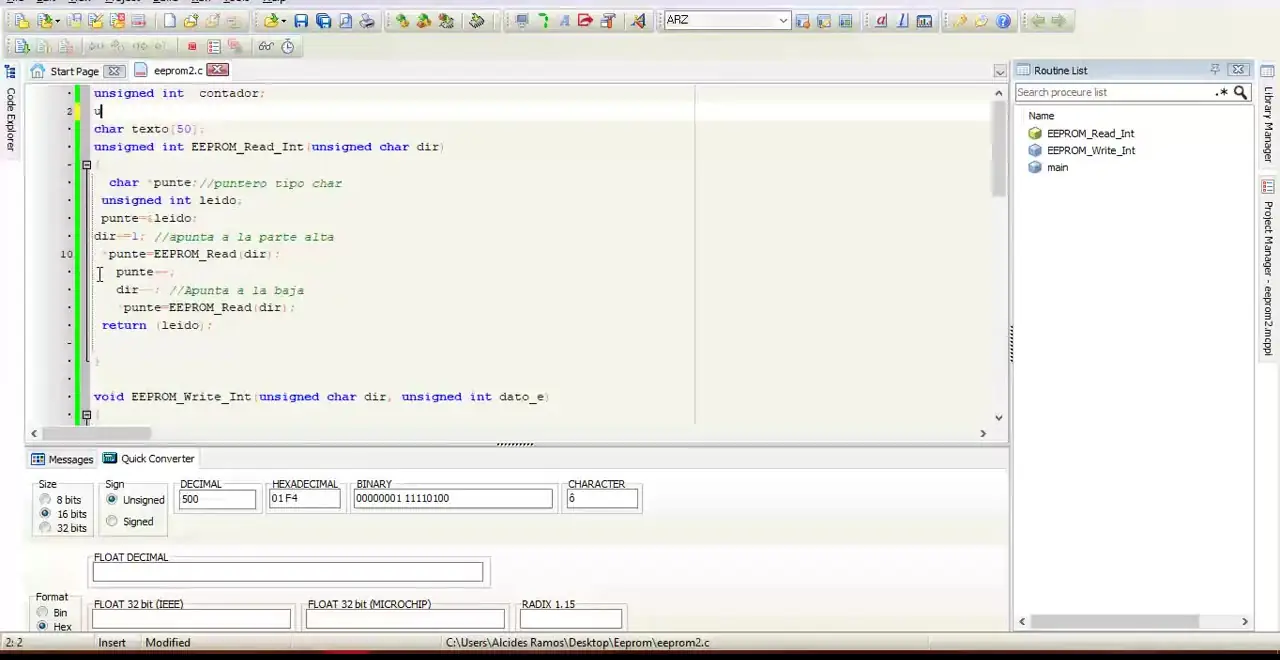 ARZ
Start Page
eeprom2.c
Routine List
Code Explorer
unsigned int contador;
2
u
char texto[50];
unsigned int EEPROM_Read_Int(unsigned char dir)
{
char *punte;//puntero tipo char
unsigned int leido;
punte=&leido;
dir+=1; //apunta a la parte alta
10
*punte=EEPROM_Read(dir);
punte++;
dir--; //Apunta a la baja
*punte=EEPROM_Read(dir);
return (leido);
}
void EEPROM_Write_Int(unsigned char dir, unsigned int dato_e)
{
Search proceure list
.*
Name
EEPROM_Read_Int
EEPROM_Write_Int
main
Library Manager
Project Manager - eeprom2.mcppi
Messages
Quick Converter
Size
8 bits
16 bits
32 bits
Sign
Unsigned
Signed
DECIMAL
500
HEXADECIMAL
01F4
BINARY
00000001 11110100
CHARACTER
ô
FLOAT DECIMAL
Format
Bin
Hex
FLOAT 32 bit (IEEE)
FLOAT 32 bit (MICROCHIP)
RADIX 1.15
2: 2
Insert
Modified
C:\Users\Alcides Ramos\Desktop\Eeprom\eeprom2.c